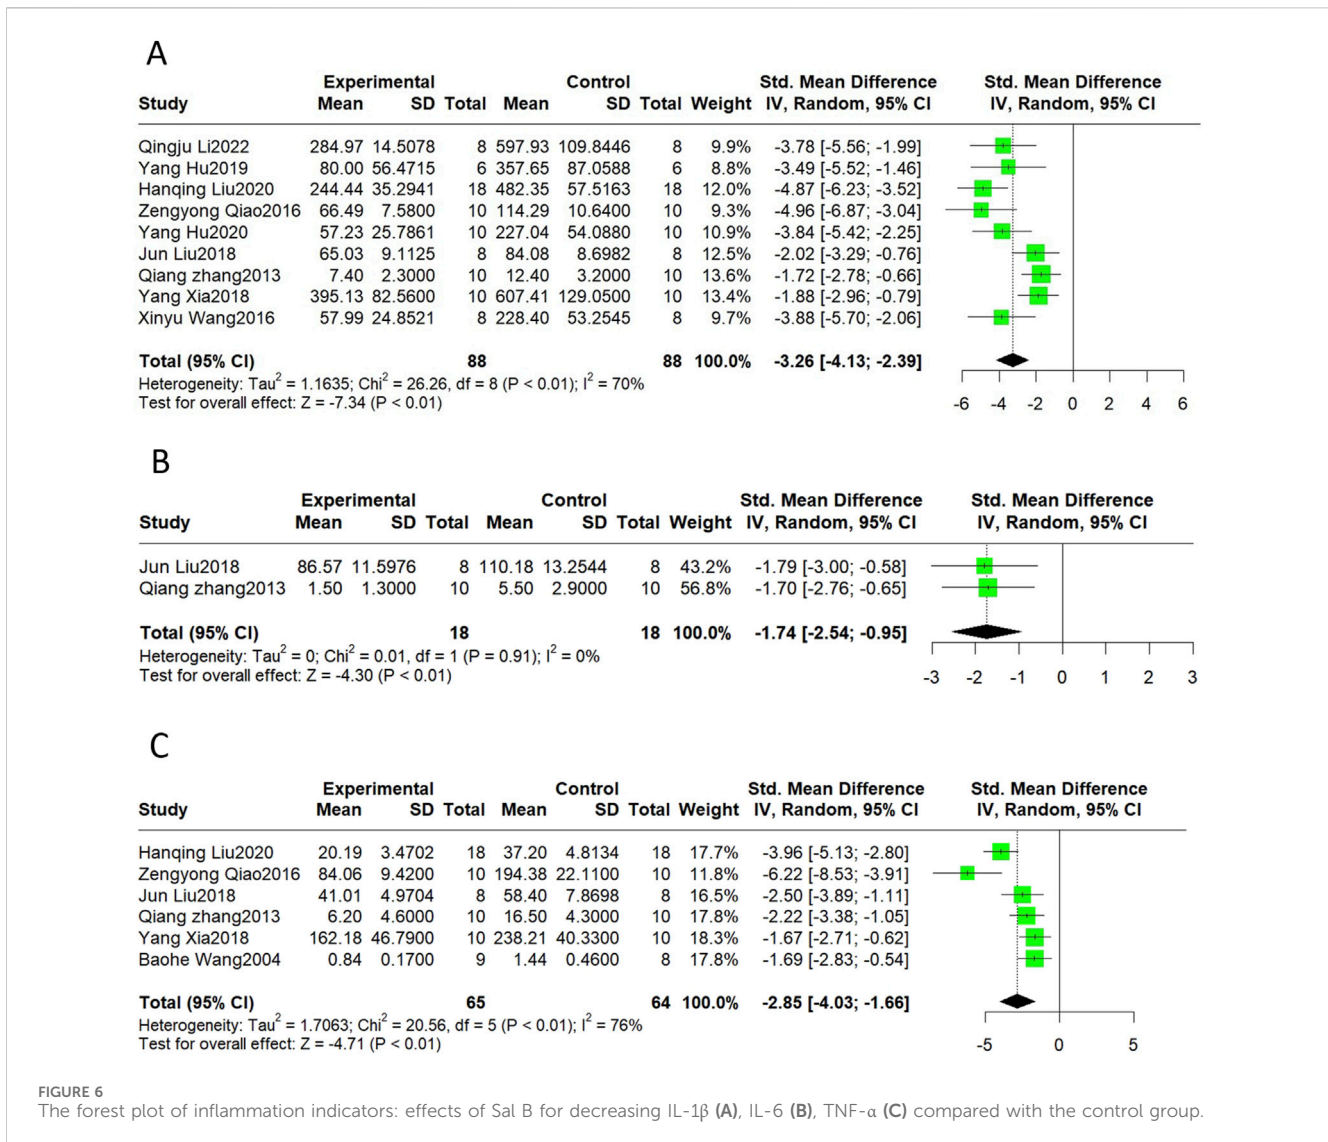 A
Experimental Control Std. Mean Difference Std. Mean Difference
Study Mean SD Total Mean SD Total Weight IV, Random, 95% CI IV, Random, 95% CI
Qingju Li2022 284.97 14.5078 8 597.93 109.8446 8 9.9% -3.78 [-5.56; -1.99]
Yang Hu2019 80.00 56.4715 6 357.65 87.0588 6 8.8% -3.49 [-5.52; -1.46]
Hanqing Liu2020 244.44 35.2941 18 482.35 57.5163 18 12.0% -4.87 [-6.23; -3.52]
Zengyong Qiao2016 66.49 7.5800 10 114.29 10.6400 10 9.3% -4.96 [-6.87; -3.04]
Yang Hu2020 57.23 25.7861 10 227.04 54.0880 10 10.9% -3.84 [-5.42; -2.25]
Jun Liu2018 65.03 9.1125 8 84.08 8.6982 8 12.5% -2.02 [-3.29; -0.76]
Qiang zhang2013 7.40 2.3000 10 12.40 3.2000 10 13.6% -1.72 [-2.78; -0.66]
Yang Xia2018 395.13 82.5600 10 607.41 129.0500 10 13.4% -1.88 [-2.96; -0.79]
Xinyu Wang2016 57.99 24.8521 8 228.40 53.2545 8 9.7% -3.88 [-5.70; -2.06]
Total (95% CI) 88 88 100.0% -3.26 [-4.13; -2.39]
Heterogeneity: Tau² = 1.1635; Chi² = 26.26, df = 8 (P < 0.01); I² = 70%
Test for overall effect: Z = -7.34 (P < 0.01)
-6 -4 -2 0 2 4 6
B
Experimental Control Std. Mean Difference Std. Mean Difference
Study Mean SD Total Mean SD Total Weight IV, Random, 95% CI IV, Random, 95% CI
Jun Liu2018 86.57 11.5976 8 110.18 13.2544 8 43.2% -1.79 [-3.00; -0.58]
Qiang zhang2013 1.50 1.3000 10 5.50 2.9000 10 56.8% -1.70 [-2.76; -0.65]
Total (95% CI) 18 18 100.0% -1.74 [-2.54; -0.95]
Heterogeneity: Tau² = 0; Chi² = 0.01, df = 1 (P = 0.91); I² = 0%
Test for overall effect: Z = -4.30 (P < 0.01)
-3 -2 -1 0 1 2 3
C
Experimental Control Std. Mean Difference Std. Mean Difference
Study Mean SD Total Mean SD Total Weight IV, Random, 95% CI IV, Random, 95% CI
Hanqing Liu2020 20.19 3.4702 18 37.20 4.8134 18 17.7% -3.96 [-5.13; -2.80]
Zengyong Qiao2016 84.06 9.4200 10 194.38 22.1100 10 11.8% -6.22 [-8.53; -3.91]
Jun Liu2018 41.01 4.9704 8 58.40 7.8698 8 16.5% -2.50 [-3.89; -1.11]
Qiang zhang2013 6.20 4.6000 10 16.50 4.3000 10 17.8% -2.22 [-3.38; -1.05]
Yang Xia2018 162.18 46.7900 10 238.21 40.3300 10 18.3% -1.67 [-2.71; -0.62]
Baohe Wang2004 0.84 0.1700 9 1.44 0.4600 8 17.8% -1.69 [-2.83; -0.54]
Total (95% CI) 65 64 100.0% -2.85 [-4.03; -1.66]
Heterogeneity: Tau² = 1.7063; Chi² = 20.56, df = 5 (P < 0.01); I² = 76%
Test for overall effect: Z = -4.71 (P < 0.01)
-5 0 5
FIGURE 6
The forest plot of inflammation indicators: effects of Sal B for decreasing IL-1β (A), IL-6 (B), TNF-α (C) compared with the control group.